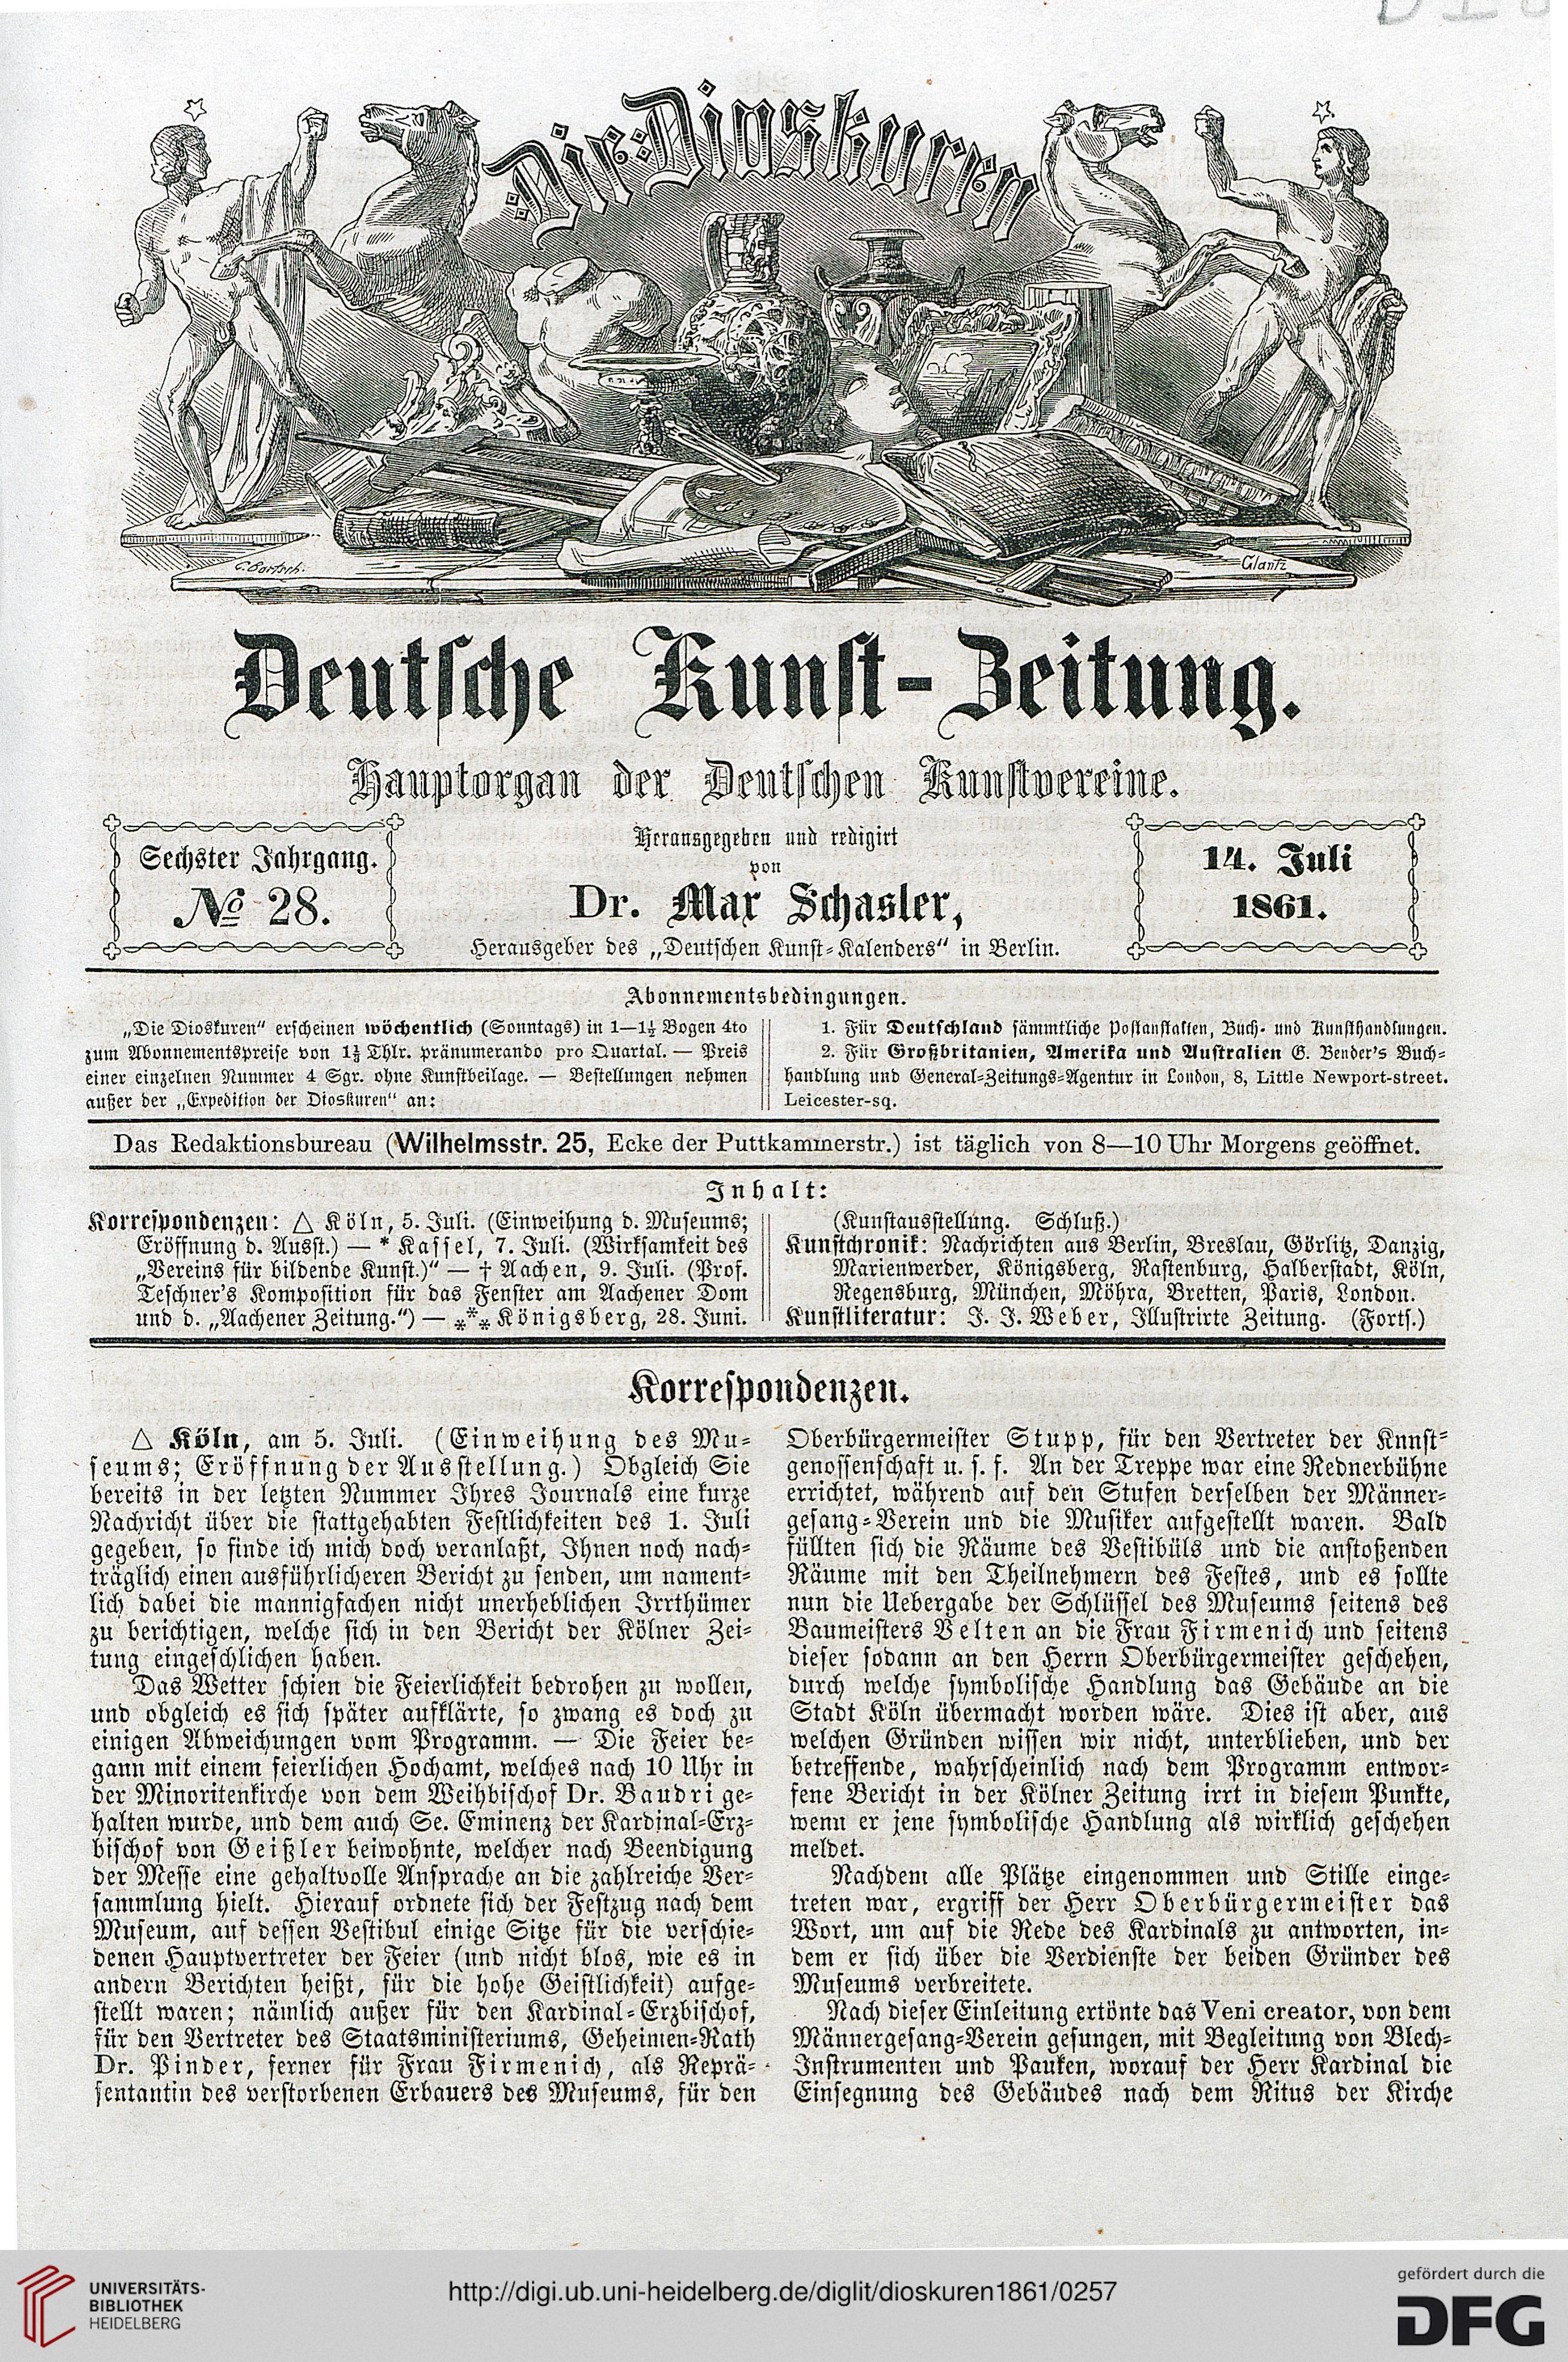 Die Dioskuren
C. Bartsch.
Glantz
Deutsche Kunst-Zeitung.
Hauptorgan der Deutschen Kunstvereine.
Sechster Jahrgang.
№ 28.
Herausgegeben und redigirt
von
Dr. Max Schasler,
Herausgeber des „Deutschen Kunst-Kalenders“ in Berlin.
14. Juli
1861.
Abonnementsbedingungen.
„Die Dioskuren“ erscheinen wöchentlich (Sonntags) in 1—1½ Bogen 4to
zum Abonnementspreise von 1⅓ Thlr. pränumerando pro Quartal. — Preis
einer einzelnen Nummer 4 Sgr. ohne Kunstbeilage. — Bestellungen nehmen
außer der „Expedition der Dioskuren“ an:
1. Für Deutschland sämmtliche Postanstalten, Buch- und Kunsthandlungen.
2. Für Großbritanien, Amerika und Australien G. Bender's Buch-
handlung und General-Zeitungs-Agentur in London, 8, Little Newport-street.
Leicester-sq.
Das Redaktionsbureau (Wilhelmsstr. 25, Ecke der Puttkammerstr.) ist täglich von 8—10 Uhr Morgens geöffnet.
Inhalt:
Korrespondenzen: △ Köln, 5. Juli. (Einweihung d. Museums;
Eröffnung d. Ausst.) — * Kassel, 7. Juli. (Wirksamkeit des
„Vereins für bildende Kunst.)“ — † Aachen, 9. Juli. (Prof.
Teschner's Komposition für das Fenster am Aachener Dom
und d. „Aachener Zeitung.“) — *** Königsberg, 28. Juni.
(Kunstausstellung. Schluß.)
Kunstchronik: Nachrichten aus Berlin, Breslau, Görlitz, Danzig,
Marienwerder, Königsberg, Rastenburg, Halberstadt, Köln,
Regensburg, München, Möhra, Bretten, Paris, London.
Kunstliteratur: J. J. Weber, Illustrirte Zeitung. (Forts.)
Korrespondenzen.
△ Köln, am 5. Juli. (Einweihung des Mu-
seums; Eröffnung der Ausstellung.) Obgleich Sie
bereits in der letzten Nummer Ihres Journals eine kurze
Nachricht über die stattgehabten Festlichkeiten des 1. Juli
gegeben, so finde ich mich doch veranlaßt, Ihnen noch nach-
träglich einen ausführlicheren Bericht zu senden, um nament-
lich dabei die mannigfachen nicht unerheblichen Irrthümer
zu berichtigen, welche sich in den Bericht der Kölner Zei-
tung eingeschlichen haben.
Das Wetter schien die Feierlichkeit bedrohen zu wollen,
und obgleich es sich später aufklärte, so zwang es doch zu
einigen Abweichungen vom Programm. — Die Feier be-
gann mit einem feierlichen Hochamt, welches nach 10 Uhr in
der Minoritenkirche von dem Weihbischof Dr. Baudri ge-
halten wurde, und dem auch Se. Eminenz der Kardinal-Erz-
bischof von Geißler beiwohnte, welcher nach Beendigung
der Messe eine gehaltvolle Ansprache an die zahlreiche Ver-
sammlung hielt. Hierauf ordnete sich der Festzug nach dem
Museum, auf dessen Vestibul einige Sitze für die verschie-
denen Hauptvertreter der Feier (und nicht blos, wie es in
andern Berichten heißt, für die hohe Geistlichkeit) aufge-
stellt waren; nämlich außer für den Kardinal-Erzbischof,
für den Vertreter des Staatsministeriums, Geheimen-Rath
Dr. Pinder, ferner für Frau Firmenich, als Reprä-
sentantin des verstorbenen Erbauers des Museums, für den
Oberbürgermeister Stupp, für den Vertreter der Knnst-
genossenschaft u. s. f. An der Treppe war eine Rednerbühne
errichtet, während auf den Stufen derselben der Männer-
gesang-Verein und die Musiker aufgestellt waren. Bald
füllten sich die Räume des Vestibüls und die anstoßenden
Räume mit den Theilnehmern des Festes, und es sollte
nun die Uebergabe der Schlüssel des Museums seitens des
Baumeisters Velten an die Frau Firmenich und seitens
dieser sodann an den Herrn Oberbürgermeister geschehen,
durch welche symbolische Handlung das Gebäude an die
Stadt Köln übermacht worden wäre. Dies ist aber, aus
welchen Gründen wissen wir nicht, unterblieben, und der
betreffende, wahrscheinlich nach dem Programm entwor-
fene Bericht in der Kölner Zeitung irrt in diesem Punkte,
wenn er jene symbolische Handlung als wirklich geschehen
meldet.
Nachdem alle Plätze eingenommen und Stille einge-
treten war, ergriff der Herr Oberbürgermeister das
Wort, um auf die Rede des Kardinals zu antworten, in-
dem er sich über die Verdienste der beiden Gründer des
Museums verbreitete.
Nach dieser Einleitung ertönte das Veni creator, von dem
Männergesang-Verein gesungen, mit Begleitung von Blech-
Instrumenten und Pauken, worauf der Herr Kardinal die
Einsegnung des Gebäudes nach dem Ritus der Kirche
UNIVERSITÄTS-
BIBLIOTHEK
HEIDELBERG
http://digi.ub.uni-heidelberg.de/diglit/dioskuren1861/0257
gefördert durch die
DFG